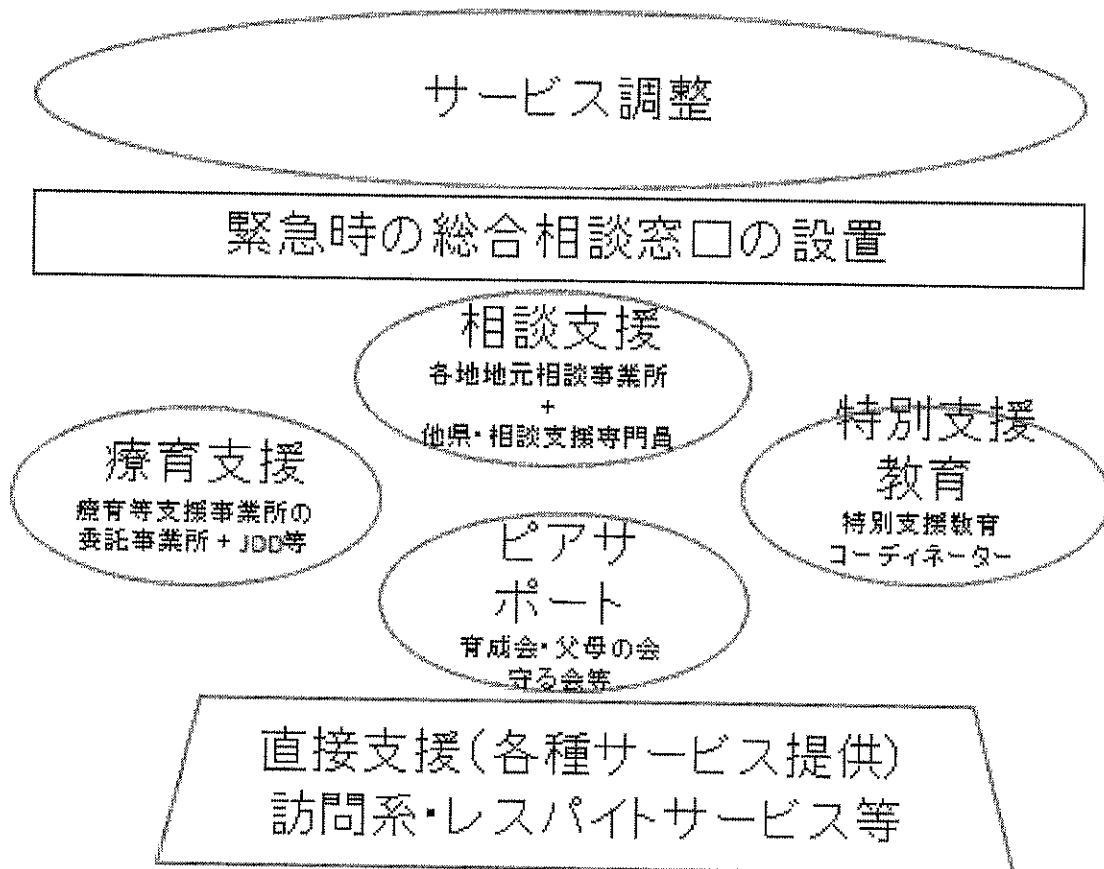 サービス調整
緊急時の総合相談窓口の設置
相談支援
各地地元相談事業所
+
他県・相談支援専門員
療育支援
療育等支援事業所の
委託事業所 + JDD等
特別支援
教育
特別支援教育
コーディネーター
ピアサ
ポート
育成会・父母の会
守る会等
直接支援(各種サービス提供)
訪問系・レスパイトサービス等